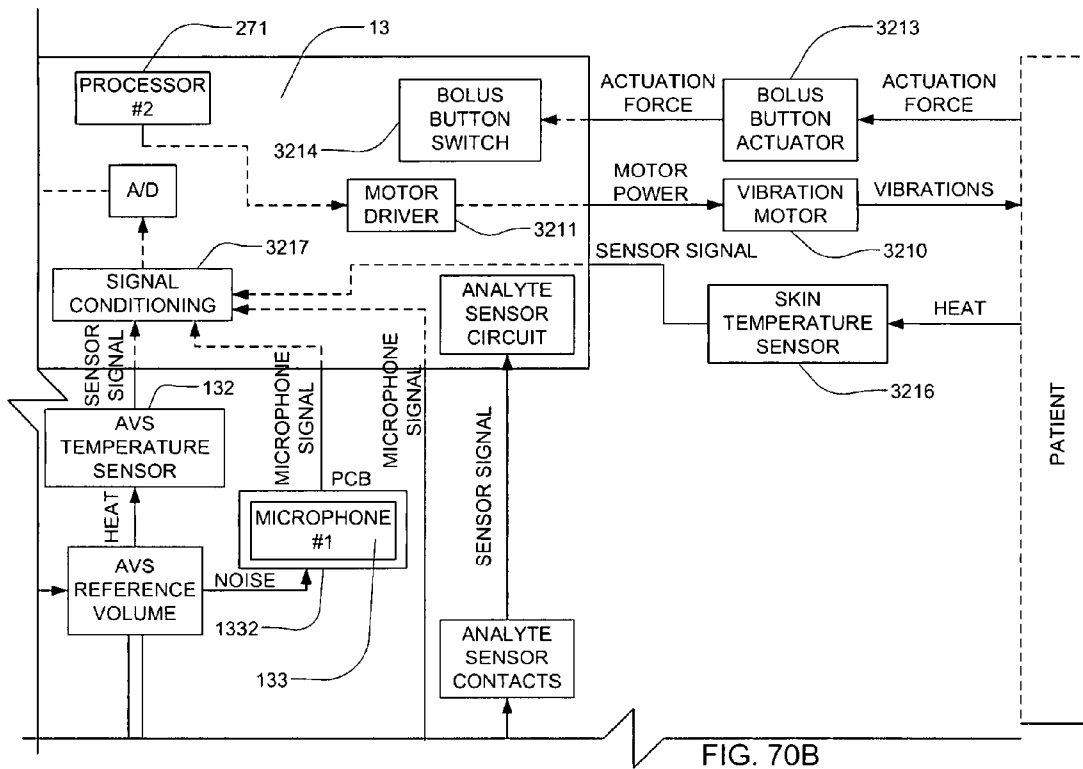 271
13
3213
PROCESSOR
#2
BOLUS
BUTTON
SWITCH
3214
ACTUATION
FORCE
BOLUS
BUTTON
ACTUATOR
ACTUATION
FORCE
A/D
MOTOR
DRIVER
3211
MOTOR
POWER
VIBRATION
MOTOR
VIBRATIONS
3210
3217
SENSOR SIGNAL
SIGNAL
CONDITIONING
ANALYTE
SENSOR
CIRCUIT
SKIN
TEMPERATURE
SENSOR
HEAT
3216
SENSOR
SIGNAL
132
MICROPHONE
SIGNAL
MICROPHONE
SIGNAL
AVS
TEMPERATURE
SENSOR
HEAT
PCB
MICROPHONE
#1
SENSOR SIGNAL
PATIENT
AVS
REFERENCE
VOLUME
NOISE
1332
133
ANALYTE
SENSOR
CONTACTS
FIG. 70B